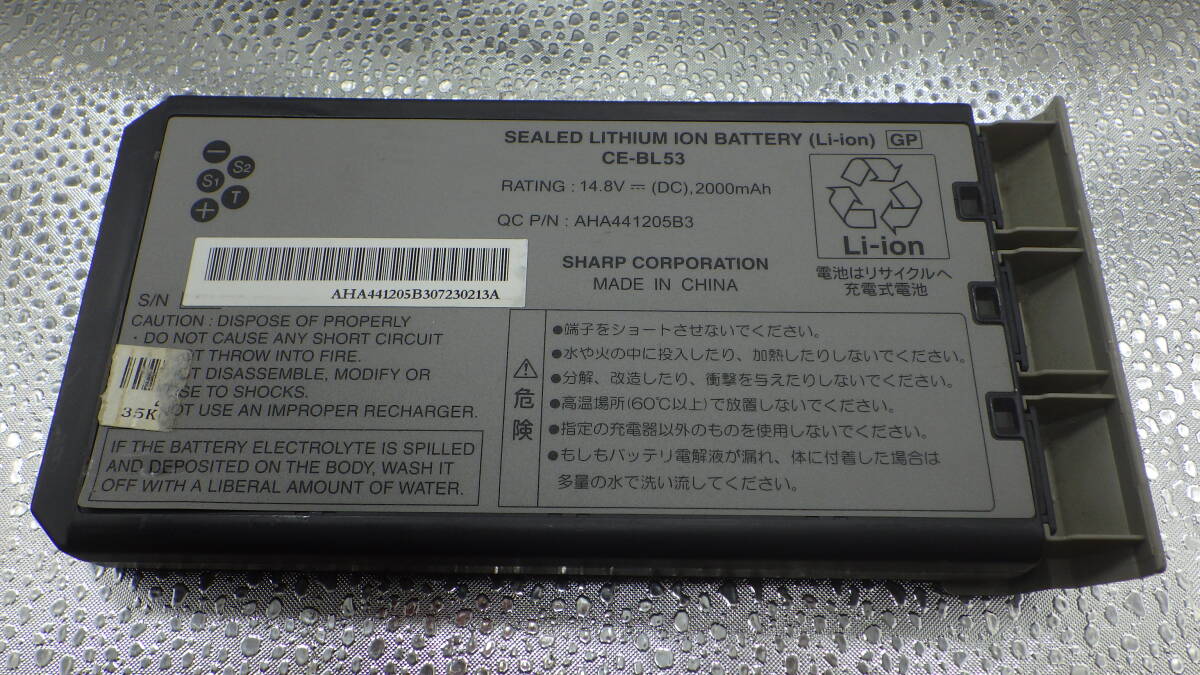 SEALED LITHIUM ION BATTERY (Li-ion) GP
CE-BL53
RATING : 14.8V ⎓ (DC), 2000mAh
QC P/N : AHA441205B3
SHARP CORPORATION
MADE IN CHINA
−
S2
S1
T
+
Li-ion
電池はリサイクルへ
充電式電池
S/N
AHA441205B307230213A
CAUTION : DISPOSE OF PROPERLY
· DO NOT CAUSE ANY SHORT CIRCUIT
THROW INTO FIRE.
DISASSEMBLE, MODIFY OR
TO SHOCKS.
NOT USE AN IMPROPER RECHARGER.
35K
IF THE BATTERY ELECTROLYTE IS SPILLED
AND DEPOSITED ON THE BODY, WASH IT
OFF WITH A LIBERAL AMOUNT OF WATER.
危険
●端子をショートさせないでください。
●水や火の中に投入したり、加熱したりしないでください。
●分解、改造したり、衝撃を与えたりしないでください。
●高温場所(60℃以上)で放置しないでください。
●指定の充電器以外のものを使用しないでください。
●もしもバッテリ電解液が漏れ、体に付着した場合は
多量の水で洗い流してください。